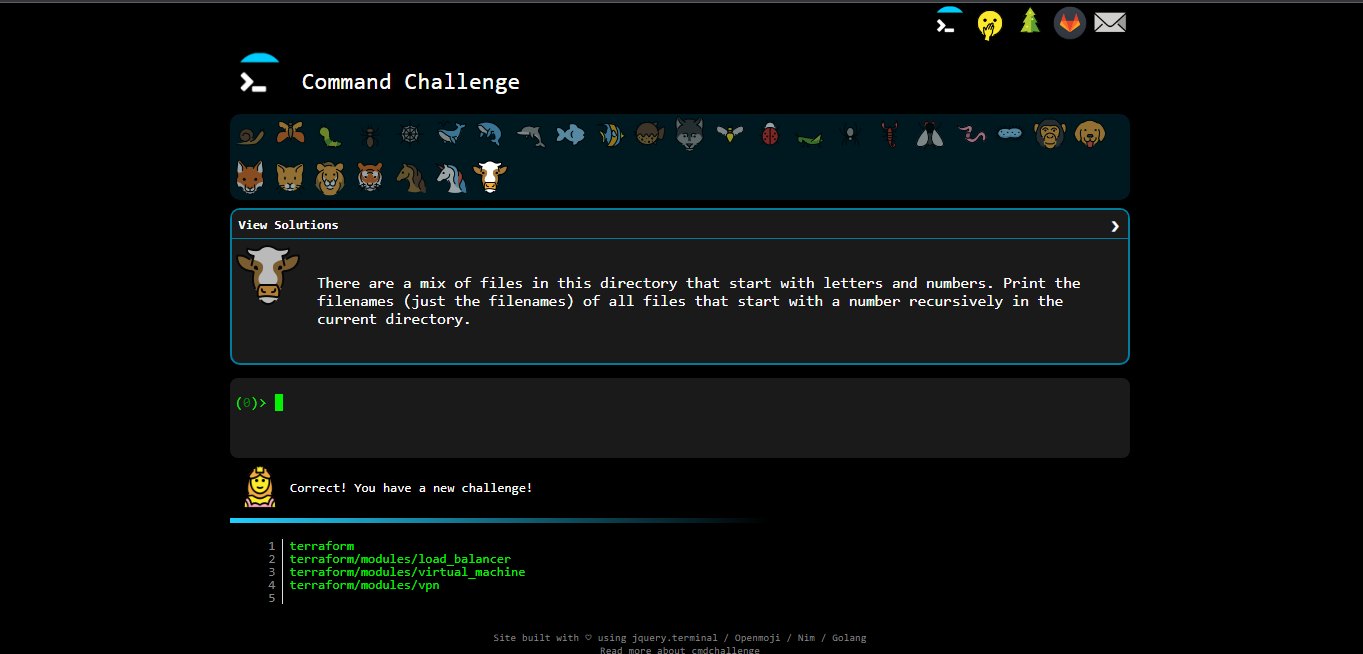 Command Challenge
View Solutions ❯
There are a mix of files in this directory that start with letters and numbers. Print the
filenames (just the filenames) of all files that start with a number recursively in the
current directory.
(0)>
Correct! You have a new challenge!
1 terraform
2 terraform/modules/load_balancer
3 terraform/modules/virtual_machine
4 terraform/modules/vpn
5
Site built with ♡ using jquery.terminal / Openmoji / Nim / Golang
Read more about cmdchallenge